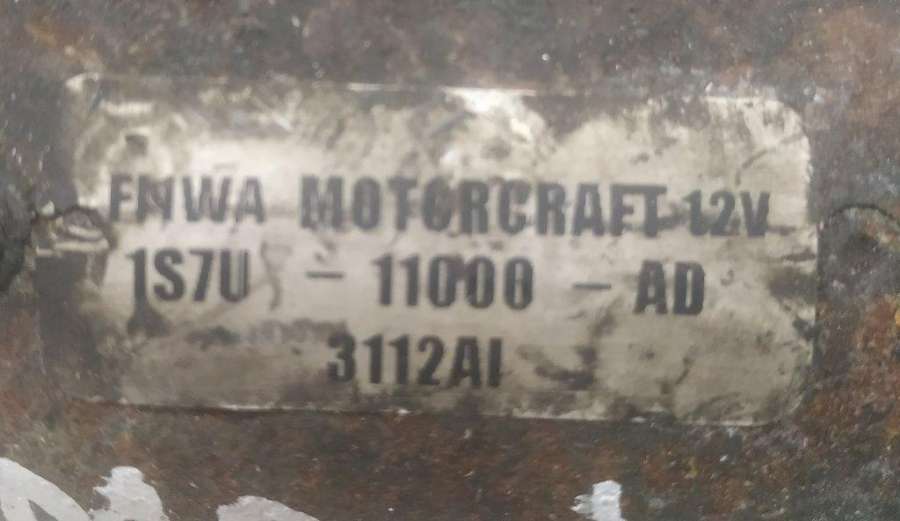 FNWA MOTORCRAFT 12V
1S7U - 11000 - AD
3112AI